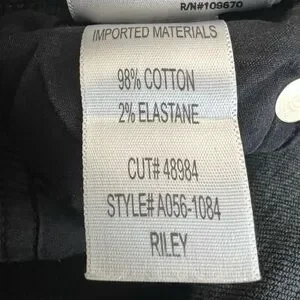 R/N#109670
IMPORTED MATERIALS
98% COTTON
2% ELASTANE
CUT# 48984
STYLE# A056-1084
RILEY